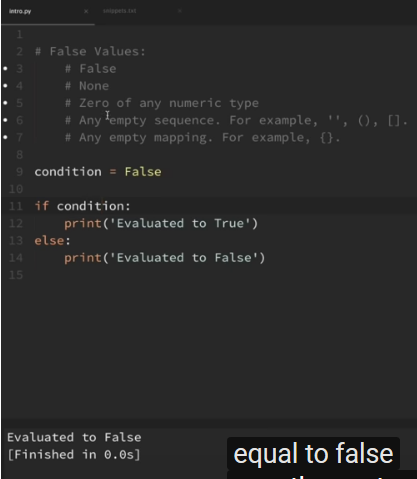 intro.py
snippets.txt
1
2 # False Values:
3 # False
4 # None
5 # Zero of any numeric type
6 # Any empty sequence. For example, '', (), [].
7 # Any empty mapping. For example, {}.
8
9 condition = False
10
11 if condition:
12 print('Evaluated to True')
13 else:
14 print('Evaluated to False')
15
Evaluated to False
[Finished in 0.0s]
equal to false